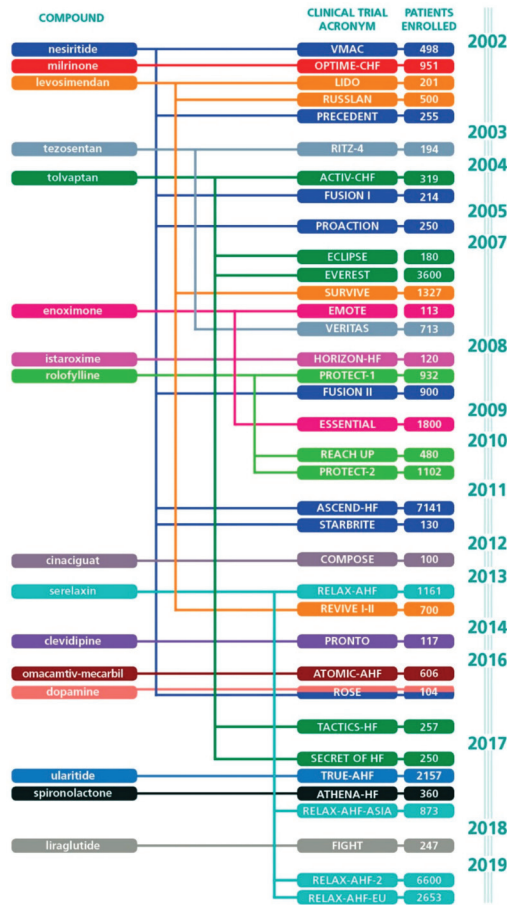 COMPOUND CLINICAL TRIAL ACRONYM PATIENTS ENROLLED
2002
nesiritide VMAC 498
milrinone OPTIME-CHF 951
levosimendan LIDO 201
RUSSLAN 500
PRECEDENT 255
2003
tezosentan RITZ-4 194
2004
tolvaptan ACTIV-CHF 319
FUSION I 214
2005
PROACTION 250
2007
ECLIPSE 180
EVEREST 3600
SURVIVE 1327
enoximone EMOTE 113
VERITAS 713
2008
istaroxime HORIZON-HF 120
rolofylline PROTECT-1 932
FUSION II 900
2009
ESSENTIAL 1800
2010
REACH UP 480
PROTECT-2 1102
2011
ASCEND-HF 7141
STARBRITE 130
2012
cinaciguat COMPOSE 100
2013
serelaxin RELAX-AHF 1161
REVIVE I-II 700
2014
clevidipine PRONTO 117
2016
omacamtiv-mecarbil ATOMIC-AHF 606
dopamine ROSE 104
TACTICS-HF 257
2017
SECRET OF HF 250
ularitide TRUE-AHF 2157
spironolactone ATHENA-HF 360
RELAX-AHF-ASIA 873
2018
liraglutide FIGHT 247
2019
RELAX-AHF-2 6600
RELAX-AHF-EU 2653